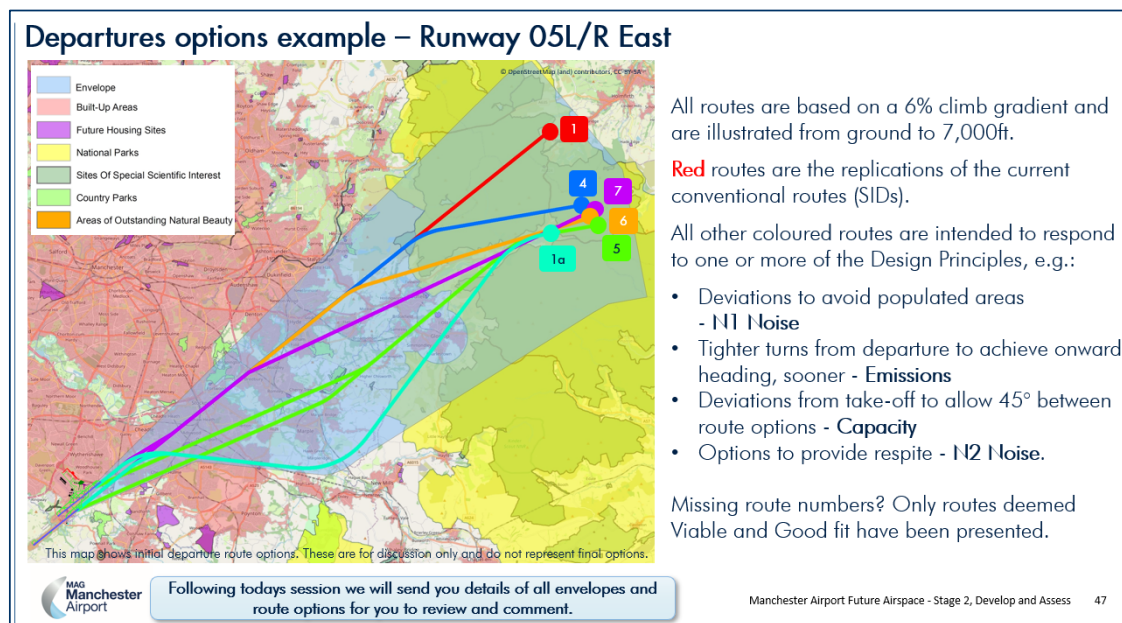 Departures options example – Runway 05L/R East
© OpenStreetMap (and) contributors, CC-BY-SA
Envelope
Built-Up Areas
Future Housing Sites
National Parks
Sites Of Special Scientific Interest
Country Parks
Areas of Outstanding Natural Beauty
1
4
7
6
5
1a
This map shows initial departure route options. These are for discussion only and do not represent final options.
All routes are based on a 6% climb gradient and
are illustrated from ground to 7,000ft.
Red routes are the replications of the current
conventional routes (SIDs).
All other coloured routes are intended to respond
to one or more of the Design Principles, e.g.:
• Deviations to avoid populated areas
- N1 Noise
• Tighter turns from departure to achieve onward
heading, sooner - Emissions
• Deviations from take-off to allow 45° between
route options - Capacity
• Options to provide respite - N2 Noise.
Missing route numbers? Only routes deemed
Viable and Good fit have been presented.
MAG
Manchester
Airport
Following todays session we will send you details of all envelopes and
route options for you to review and comment.
Manchester Airport Future Airspace - Stage 2, Develop and Assess 47